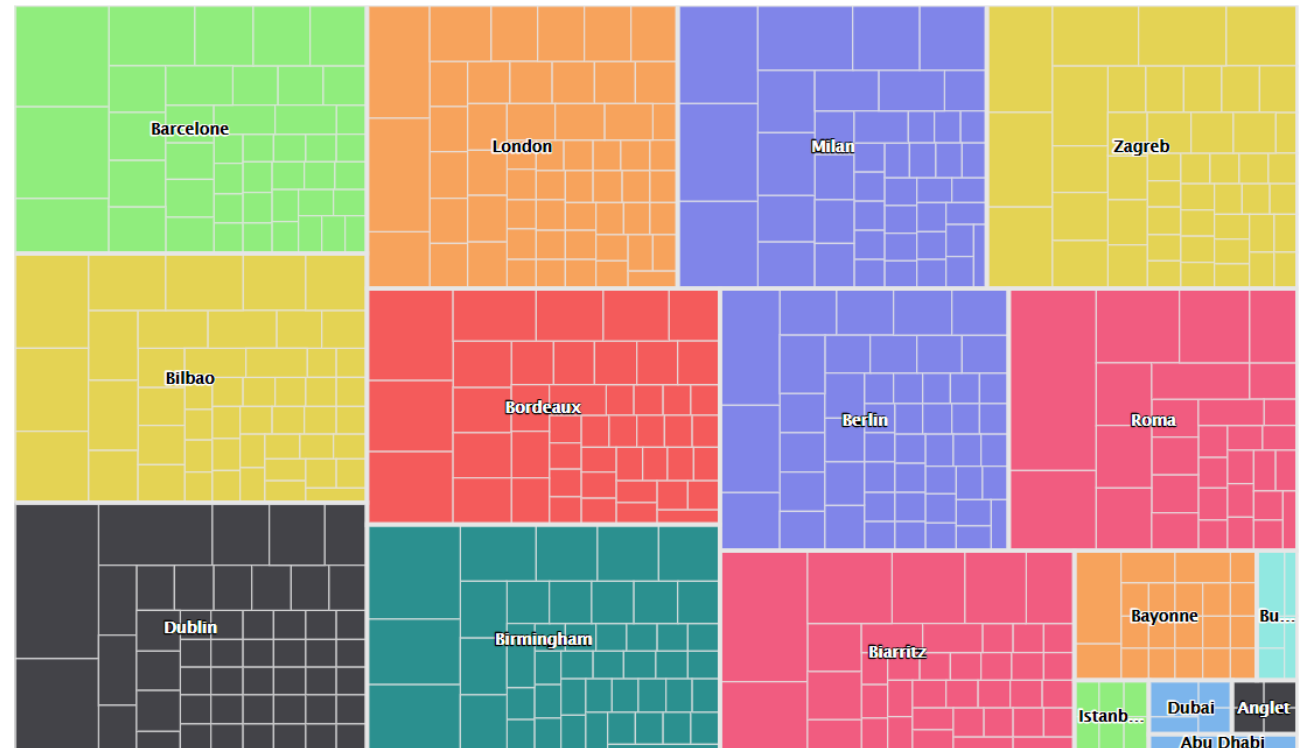 Barcelone
London
Milan
Zagreb
Bilbao
Bordeaux
Berlin
Roma
Dublin
Birmingham
Biarritz
Bayonne
Bu...
Istanb...
Dubai
Anglet
Abu Dhabi